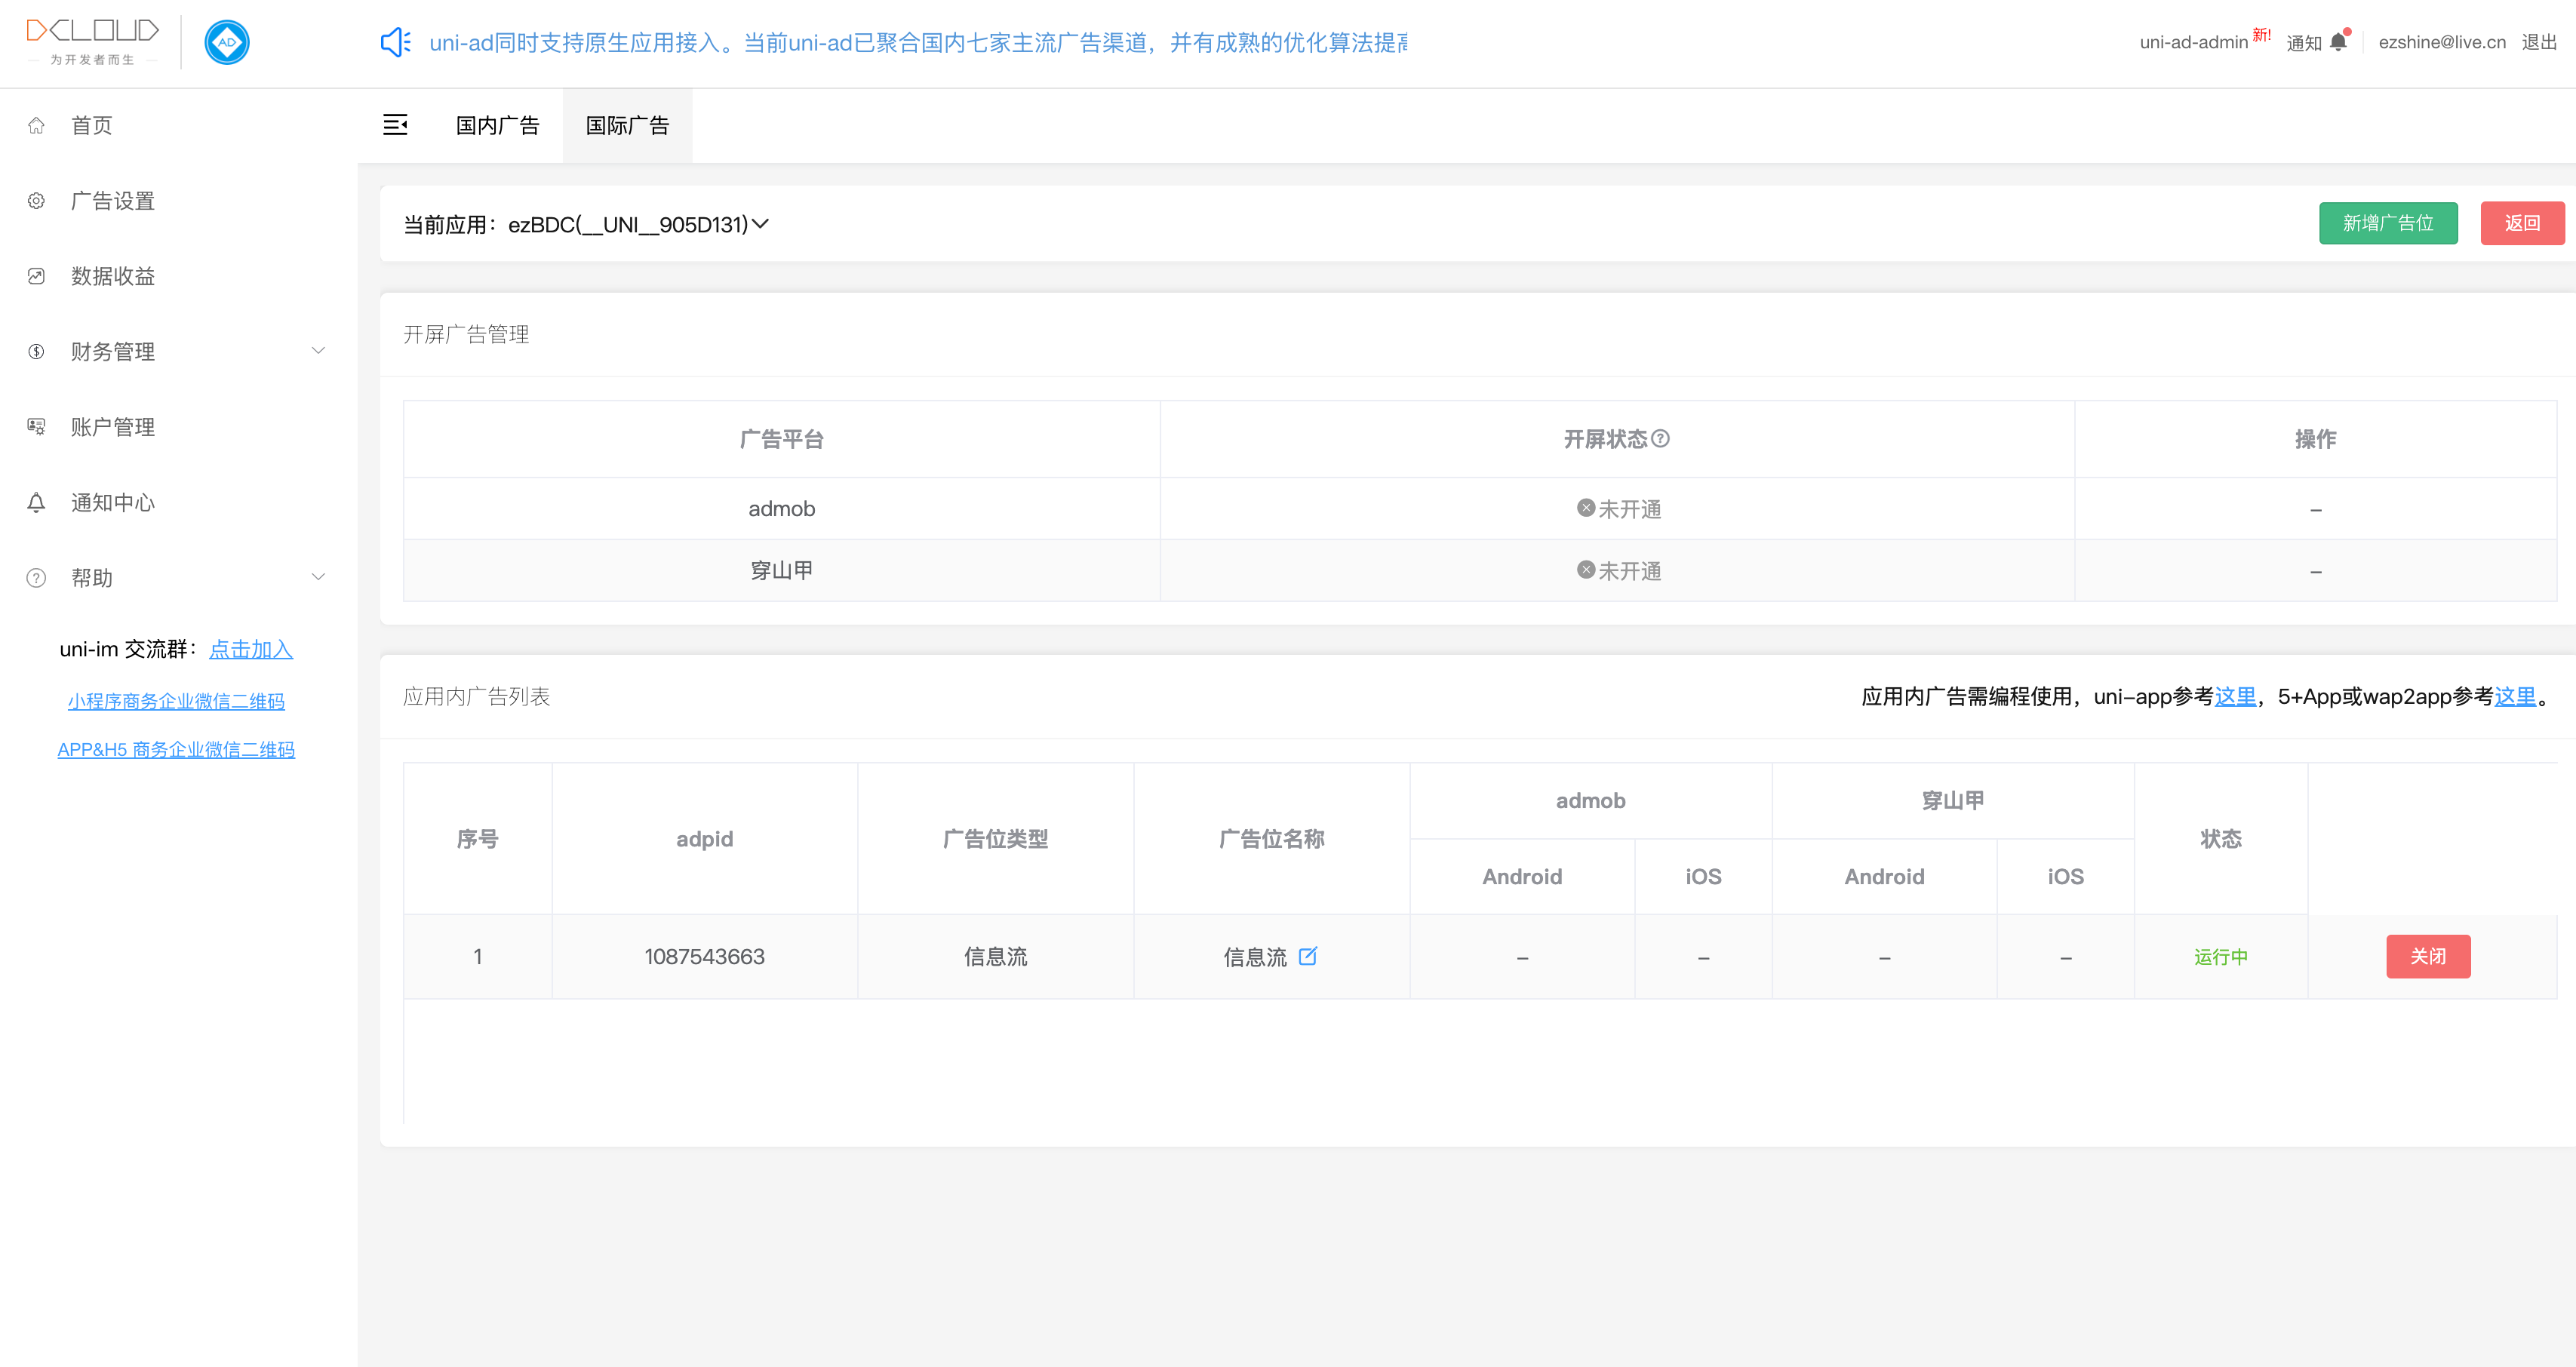 DCLOUD
为开发者而生
AD
uni-ad同时支持原生应用接入。当前uni-ad已聚合国内七家主流广告渠道，并有成熟的优化算法提高
uni-ad-admin 新! 通知 ezshine@live.cn 退出
首页
广告设置
数据收益
财务管理
账户管理
通知中心
帮助
uni-im 交流群：点击加入
小程序商务企业微信二维码
APP&H5 商务企业微信二维码
国内广告 国际广告
当前应用：ezBDC(__UNI__905D131)
新增广告位 返回
开屏广告管理
广告平台 开屏状态 操作
admob 未开通 –
穿山甲 未开通 –
应用内广告列表
应用内广告需编程使用，uni-app参考这里，5+App或wap2app参考这里。
序号 adpid 广告位类型 广告位名称 admob 穿山甲 状态
Android iOS Android iOS
1 1087543663 信息流 信息流 – – – – 运行中 关闭